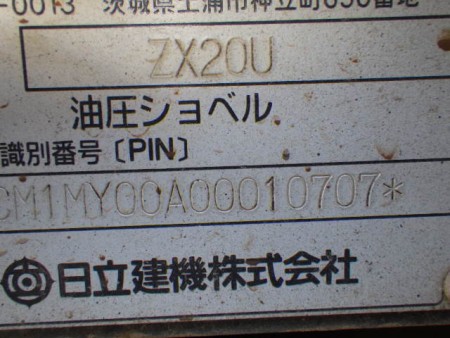 -0013 茨城県土浦市神立町650番地
ZX20U
油圧ショベル
識別番号〔PIN〕
CM1MY00A00010707*
日立建機株式会社